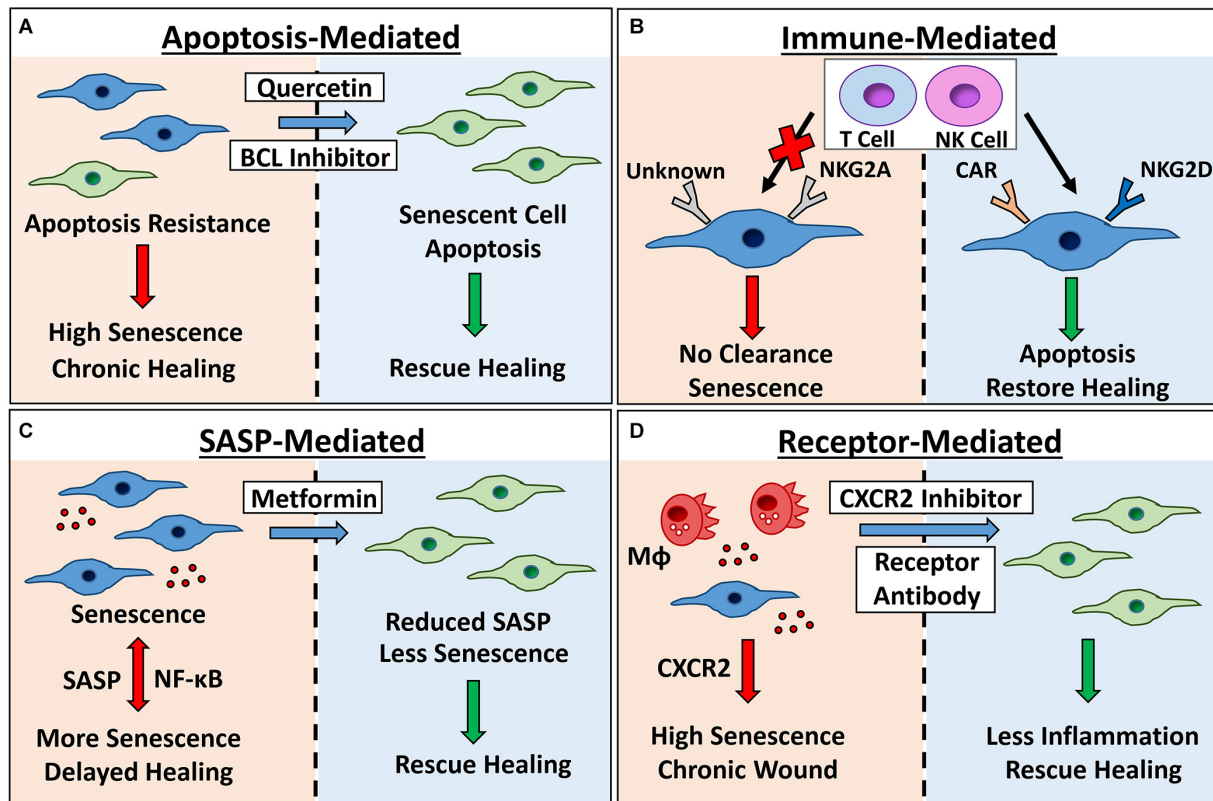 A
Apoptosis-Mediated
Quercetin
BCL Inhibitor
Apoptosis Resistance
High Senescence
Chronic Healing
Senescent Cell
Apoptosis
Rescue Healing
B
Immune-Mediated
T Cell
NK Cell
Unknown
NKG2A
CAR
NKG2D
No Clearance
Senescence
Apoptosis
Restore Healing
C
SASP-Mediated
Metformin
Senescence
SASP
NF-κB
More Senescence
Delayed Healing
Reduced SASP
Less Senescence
Rescue Healing
D
Receptor-Mediated
CXCR2 Inhibitor
Receptor
Antibody
Mϕ
CXCR2
High Senescence
Chronic Wound
Less Inflammation
Rescue Healing